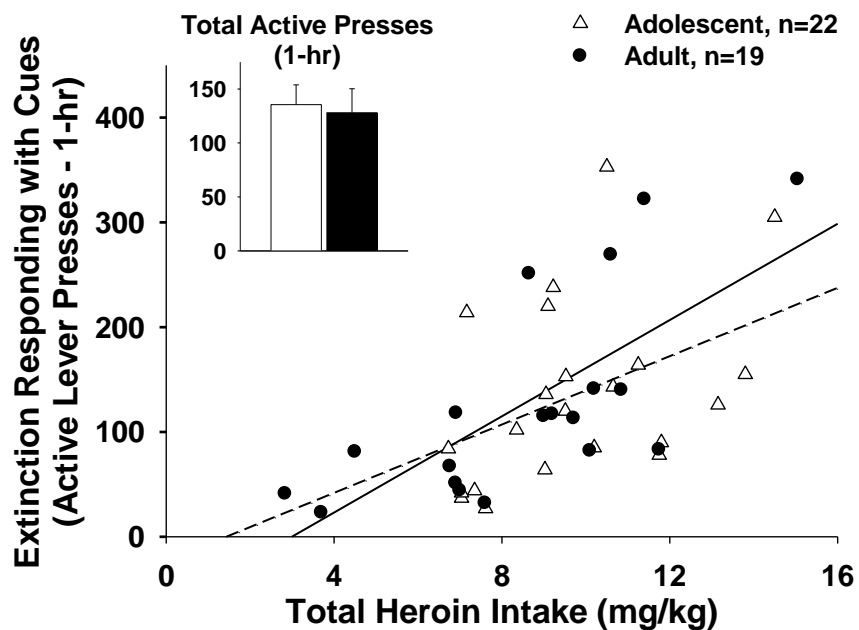 Total Active Presses
(1-hr)
Adolescent, n=22
Adult, n=19
150
100
50
0
Extinction Responding with Cues
(Active Lever Presses - 1-hr)
400
300
200
100
0
0 4 8 12 16
Total Heroin Intake (mg/kg)